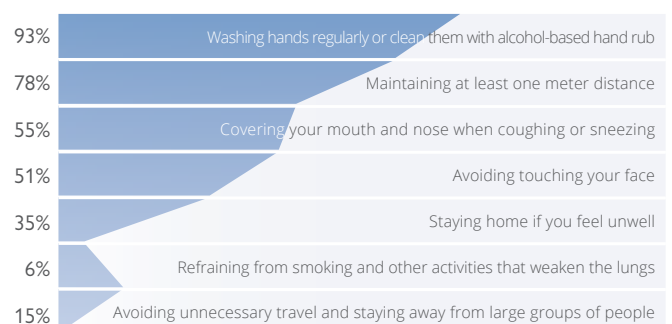 93% Washing hands regularly or clean them with alcohol-based hand rub
78% Maintaining at least one meter distance
55% Covering your mouth and nose when coughing or sneezing
51% Avoiding touching your face
35% Staying home if you feel unwell
6% Refraining from smoking and other activities that weaken the lungs
15% Avoiding unnecessary travel and staying away from large groups of people